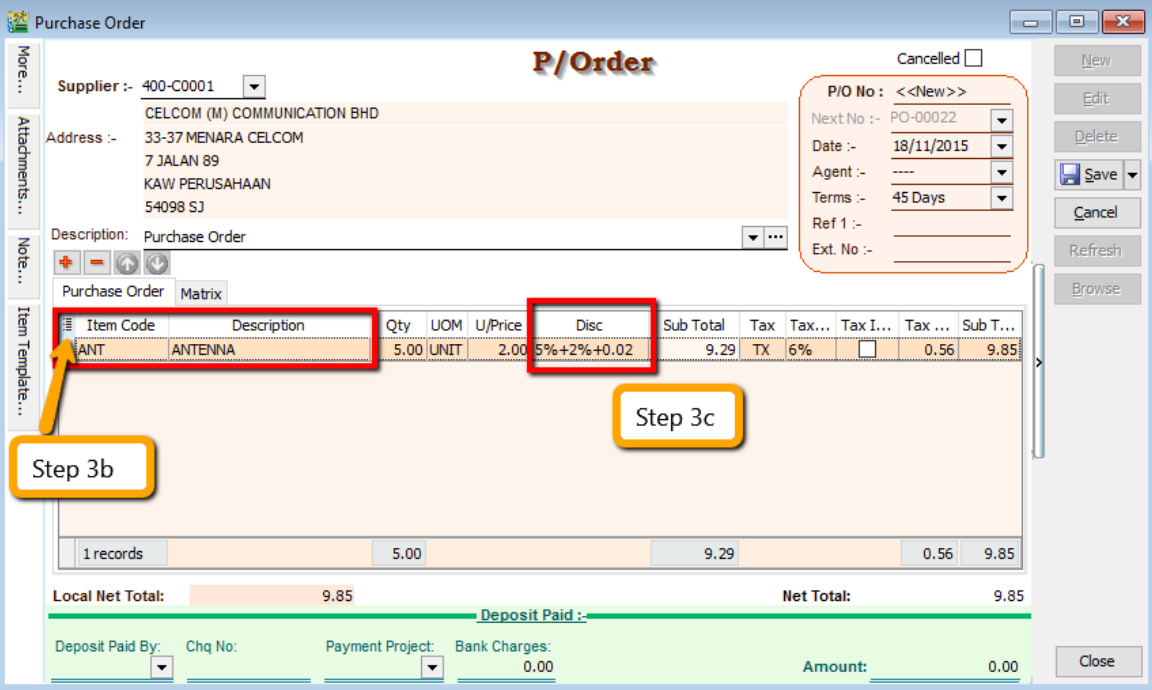 Purchase Order
More...
Attachments...
Note...
Item Template...
P/Order
Cancelled
Supplier :- 400-C0001
CELCOM (M) COMMUNICATION BHD
Address :- 33-37 MENARA CELCOM
7 JALAN 89
KAW PERUSAHAAN
54098 SJ
P/O No : <<New>>
Next No :- PO-00022
Date :- 18/11/2015
Agent :- ----
Terms :- 45 Days
Ref 1 :-
Ext. No :-
Description: Purchase Order
Purchase Order Matrix
Item Code Description Qty UOM U/Price Disc Sub Total Tax Tax... Tax I... Tax ... Sub T...
ANT ANTENNA 5.00 UNIT 2.00 5%+2%+0.02 9.29 TX 6% 0.56 9.85
Step 3c
Step 3b
1 records 5.00 9.29 0.56 9.85
Local Net Total: 9.85 Net Total: 9.85
Deposit Paid :-
Deposit Paid By: Chq No: Payment Project: Bank Charges:
0.00 Amount: 0.00
New
Edit
Delete
Save
Cancel
Refresh
Browse
Close